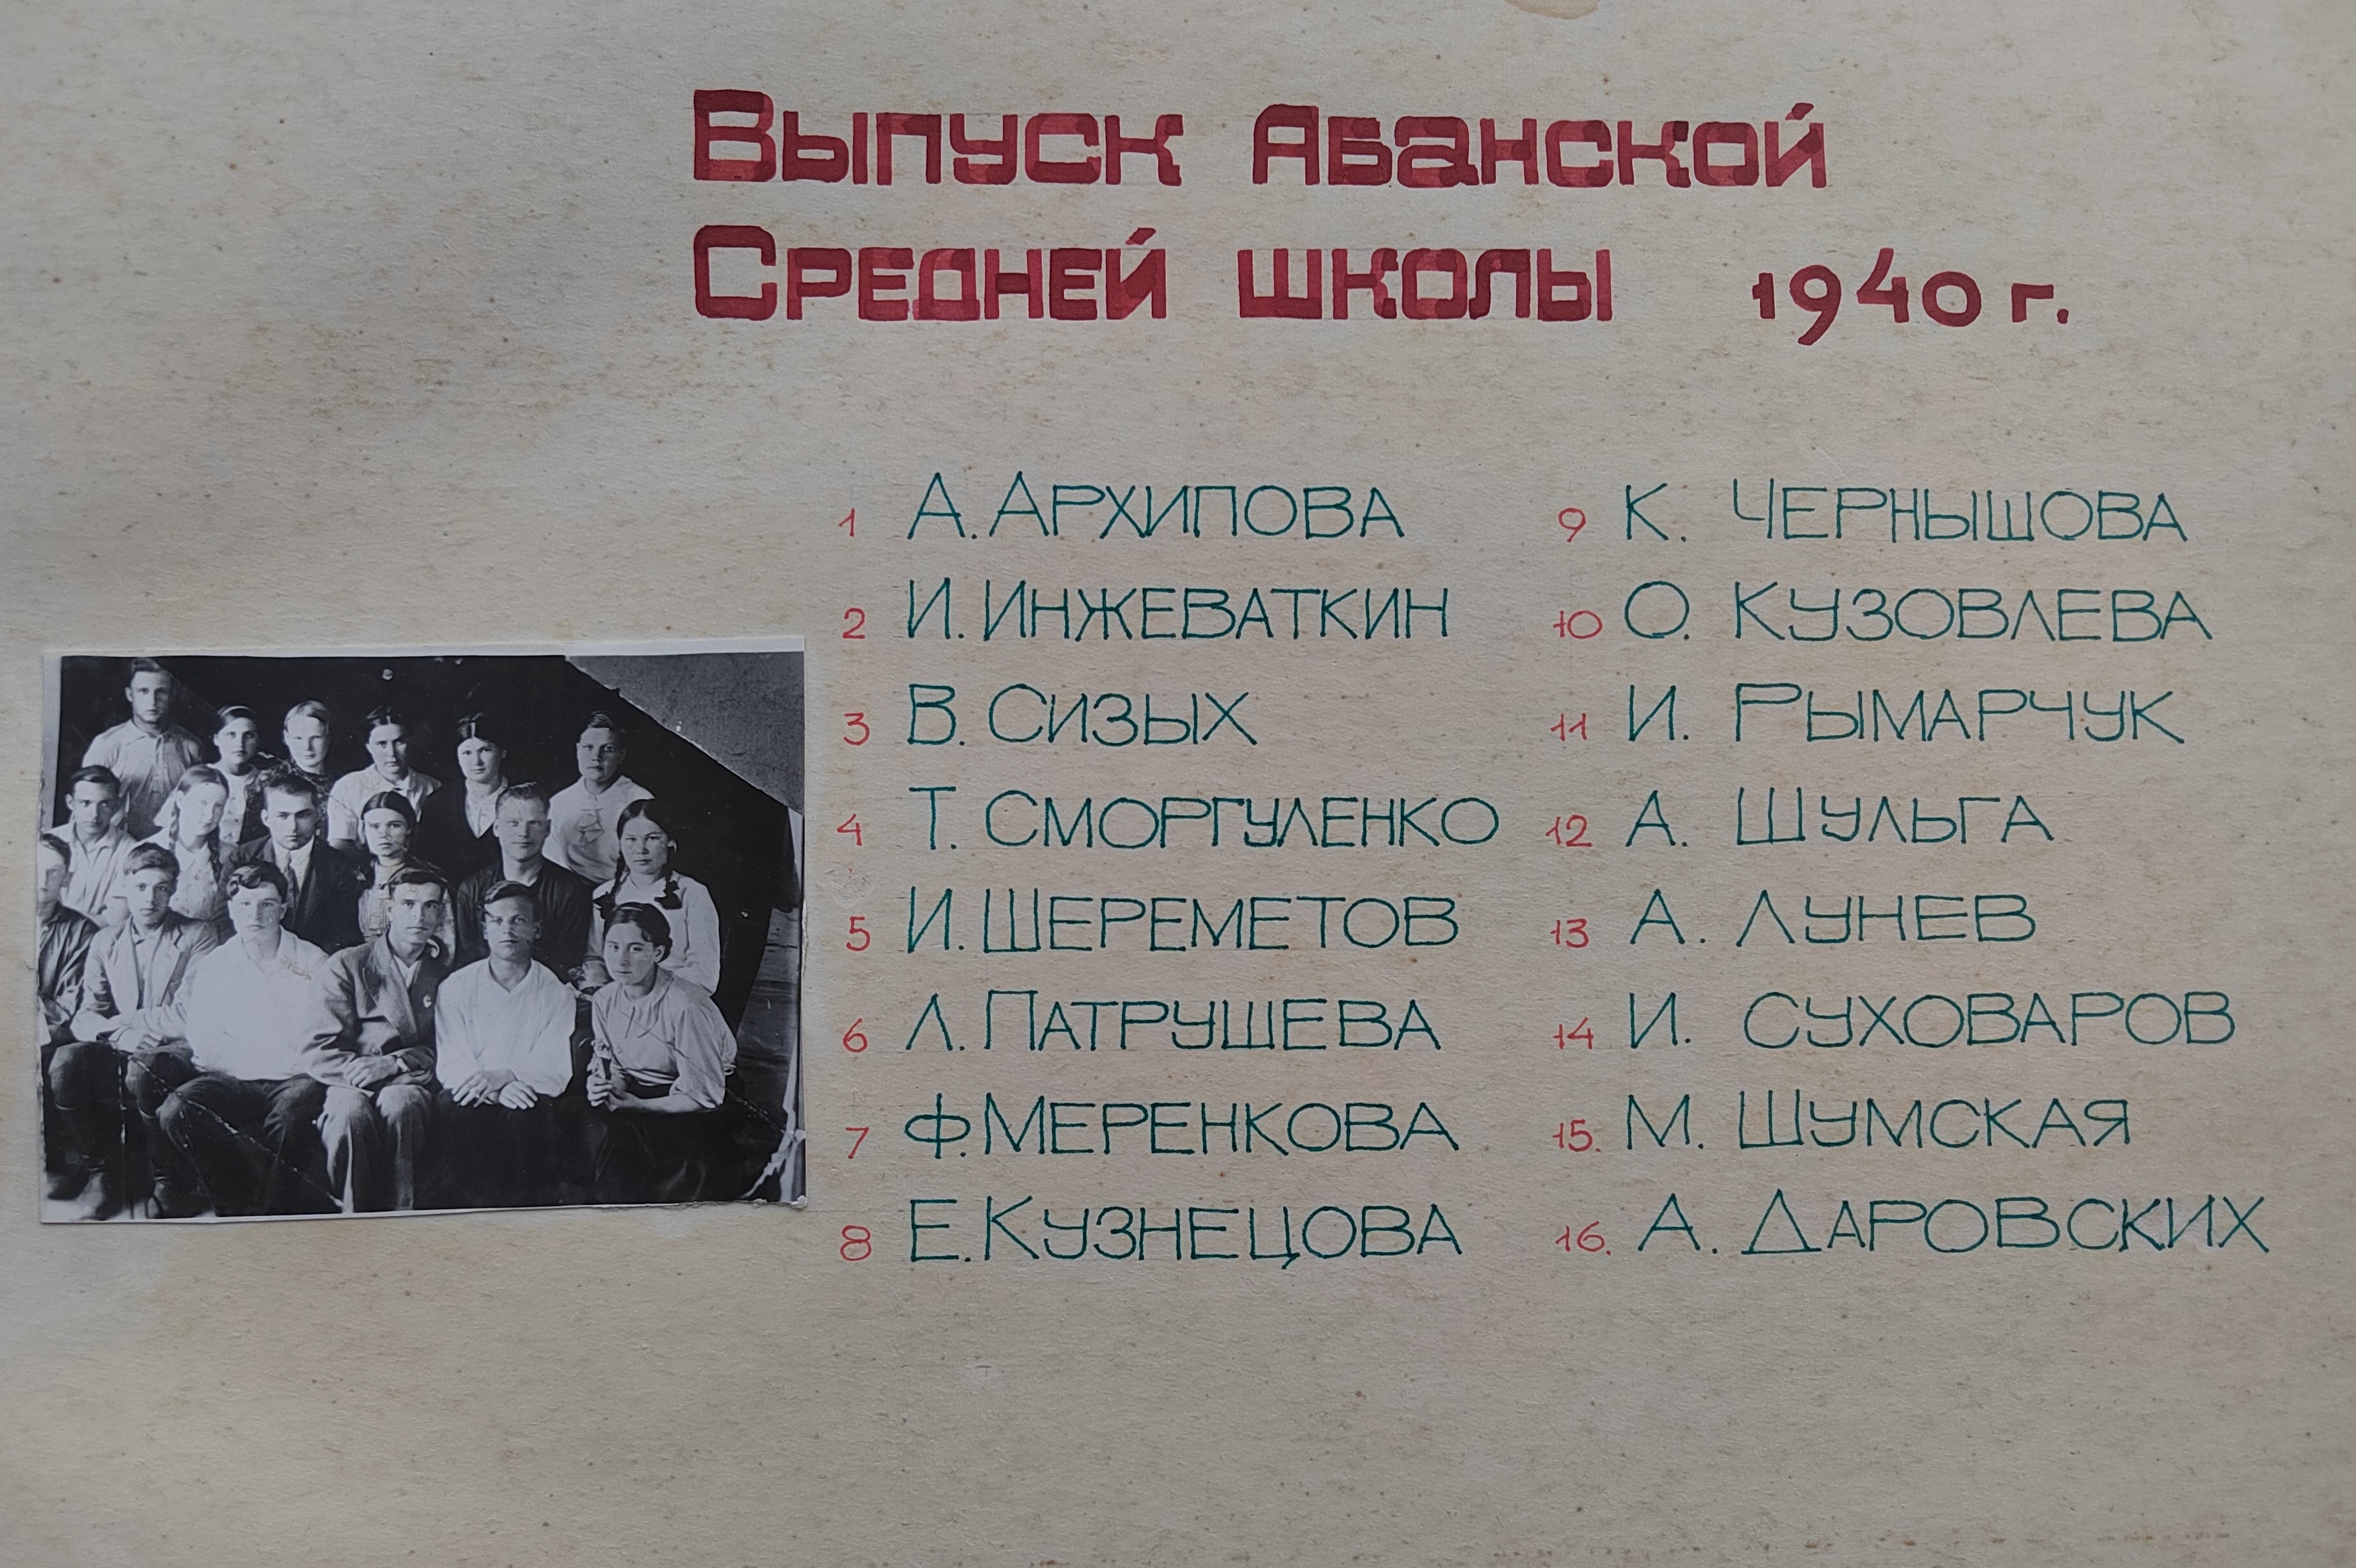 Выпуск Абанской
Средней школы 1940 г.
1 А. Архипова
2 И. Инжеваткин
3 В. Сизых
4 Т. Сморгуленко
5 И. Шереметов
6 Л. Патрушева
7 Ф. Меренкова
8 Е. Кузнецова
9 К. Чернышова
10 О. Кузовлева
11 И. Рымарчук
12 А. Шульга
13 А. Лунев
14 И. Суховаров
15. М. Шумская
16. А. Даровских